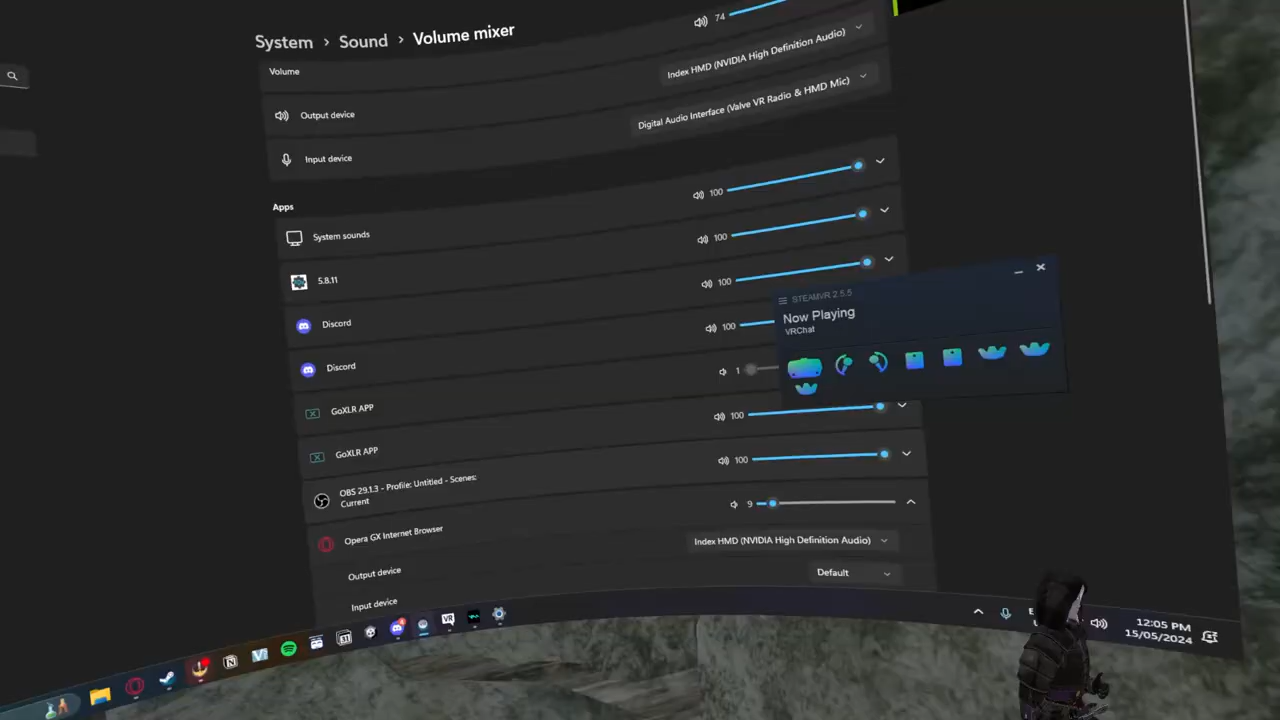 System › Sound › Volume mixer
74
Volume
Index HMD (NVIDIA High Definition Audio)
Output device
Digital Audio Interface (Valve VR Radio & HMD Mic)
Input device
Apps
100
System sounds
100
5.8.11
100
Discord
100
Discord
1
GoXLR APP
100
GoXLR APP
100
OBS 29.1.3 - Profile: Untitled - Scenes:
Current
9
Opera GX Internet Browser
Index HMD (NVIDIA High Definition Audio)
Output device
Default
Input device
STEAMVR 2.5.5
Now Playing
VRChat
12:05 PM
15/05/2024